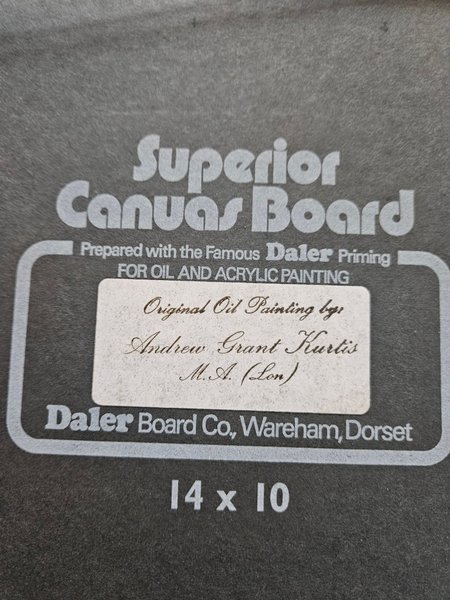 Superior
Canvas Board
Prepared with the Famous Daler Priming
FOR OIL AND ACRYLIC PAINTING
Original Oil Painting by:
Andrew Grant Kurtis
M.A. (Lon)
Daler Board Co., Wareham, Dorset
14 x 10